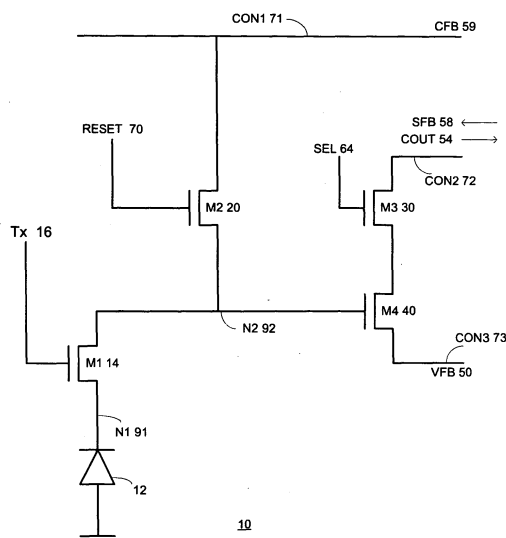 CON1 71
CFB 59
RESET 70
SFB 58
COUT 54
SEL 64
CON2 72
M2 20
M3 30
Tx 16
M4 40
N2 92
CON3 73
M1 14
VFB 50
N1 91
12
10